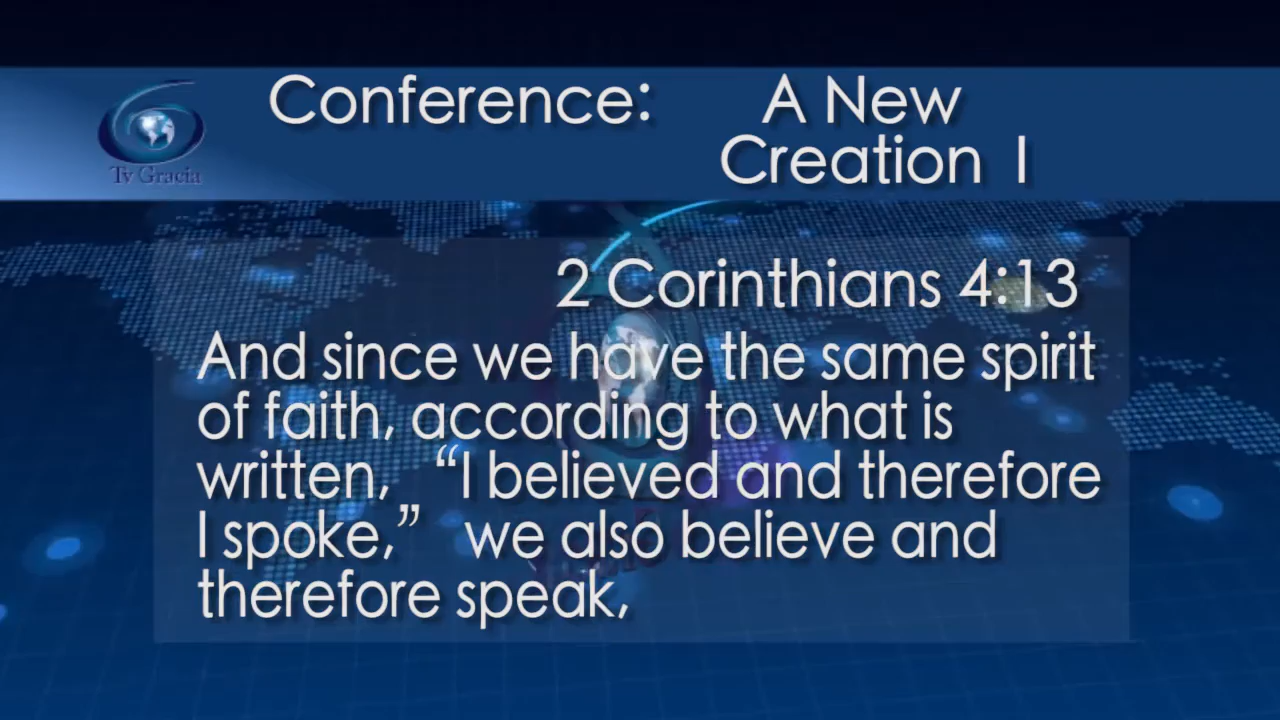 Conference: A New
Creation I
Tv Gracia
2 Corinthians 4:13
And since we have the same spirit
of faith, according to what is
written, “I believed and therefore
I spoke,” we also believe and
therefore speak,